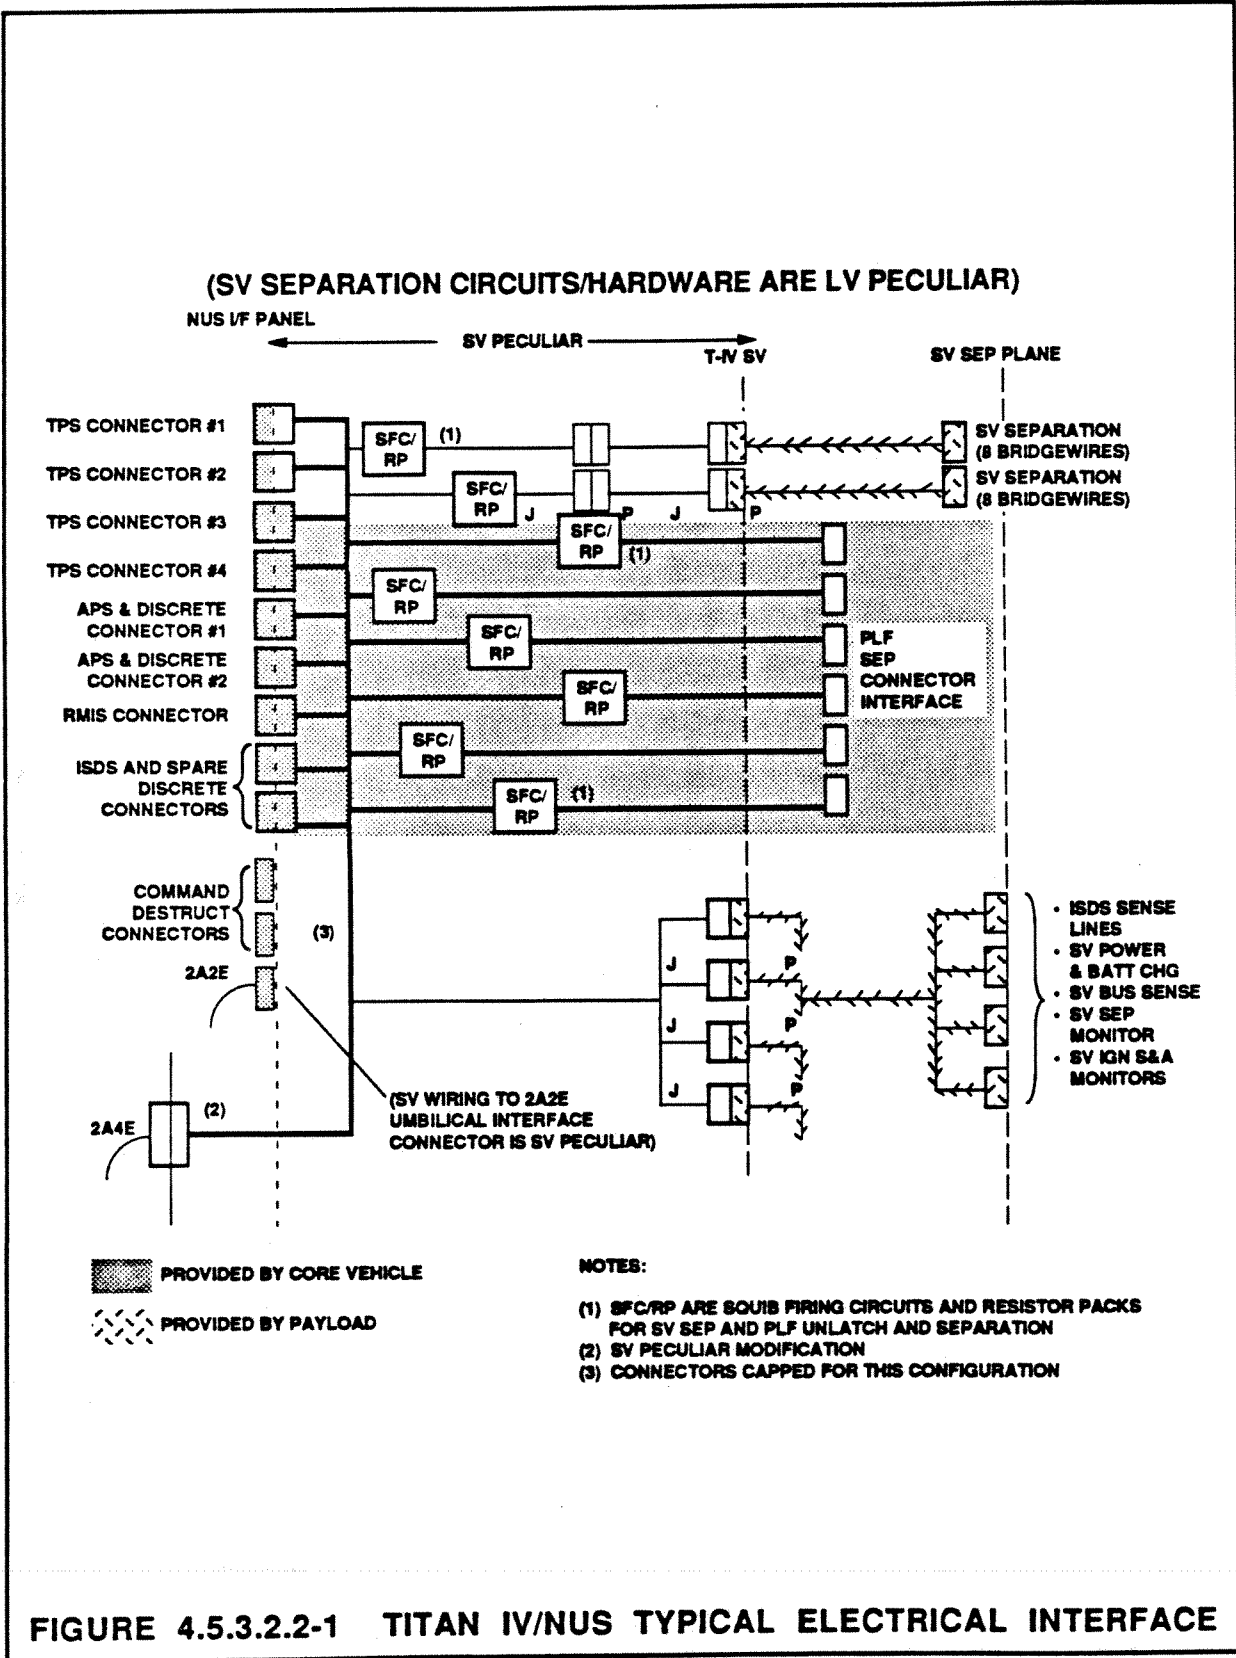 (SV SEPARATION CIRCUITS/HARDWARE ARE LV PECULIAR)
NUS I/F PANEL
SV PECULIAR
T-IV SV
SV SEP PLANE
TPS CONNECTOR #1
TPS CONNECTOR #2
TPS CONNECTOR #3
TPS CONNECTOR #4
APS & DISCRETE
CONNECTOR #1
APS & DISCRETE
CONNECTOR #2
RMIS CONNECTOR
ISDS AND SPARE
DISCRETE
CONNECTORS
COMMAND
DESTRUCT
CONNECTORS
2A2E
2A4E
(2)
(3)
SFC/
RP
(1)
SFC/
RP
J
P
J
P
SFC/
RP
(1)
SFC/
RP
SFC/
RP
SFC/
RP
SFC/
RP
SFC/
RP
(1)
SV SEPARATION
(8 BRIDGEWIRES)
SV SEPARATION
(8 BRIDGEWIRES)
PLF
SEP
CONNECTOR
INTERFACE
J
P
J
P
J
P
• ISDS SENSE
LINES
• SV POWER
& BATT CHG
• SV BUS SENSE
• SV SEP
MONITOR
• SV IGN S&A
MONITORS
(SV WIRING TO 2A2E
UMBILICAL INTERFACE
CONNECTOR IS SV PECULIAR)
PROVIDED BY CORE VEHICLE
PROVIDED BY PAYLOAD
NOTES:
(1) SFC/RP ARE SQUIB FIRING CIRCUITS AND RESISTOR PACKS
FOR SV SEP AND PLF UNLATCH AND SEPARATION
(2) SV PECULIAR MODIFICATION
(3) CONNECTORS CAPPED FOR THIS CONFIGURATION
FIGURE 4.5.3.2.2-1 TITAN IV/NUS TYPICAL ELECTRICAL INTERFACE